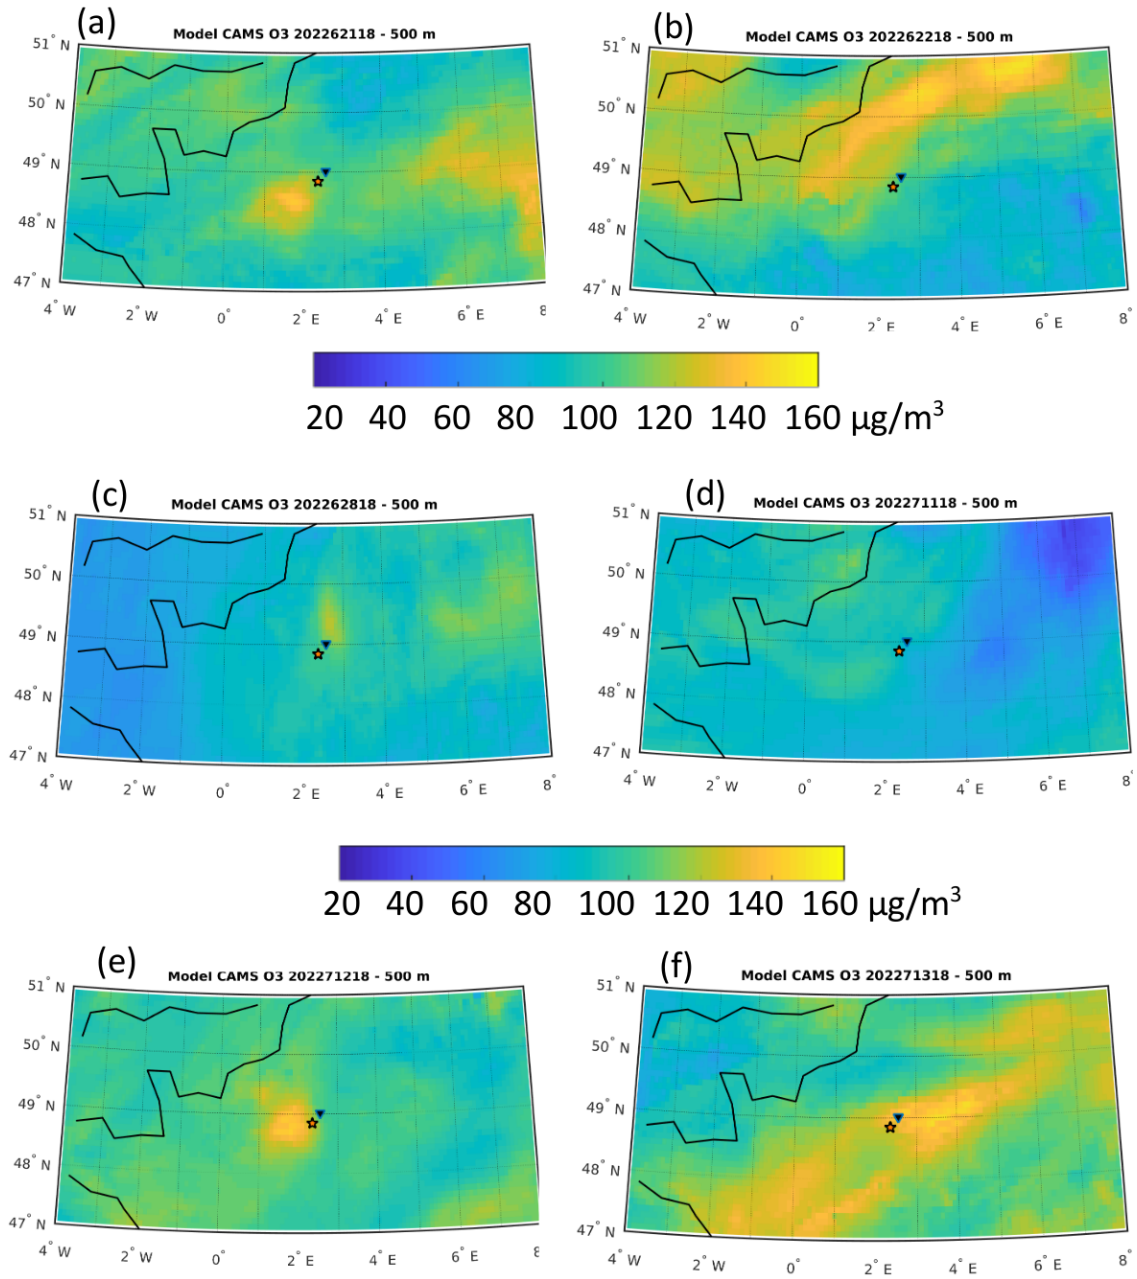 (a) (b)
Model CAMS O3 202262118 - 500 m Model CAMS O3 202262218 - 500 m
51° N 51° N
50° N 50° N
49° N 49° N
48° N 48° N
47° N 47° N
4° W 2° W 0° 2° E 4° E 6° E 8 4° W 2° W 0° 2° E 4° E 6° E 8°
20 40 60 80 100 120 140 160 µg/m³
(c) (d)
Model CAMS O3 202262818 - 500 m Model CAMS O3 202271118 - 500 m
51° N 51° N
50° N 50° N
49° N 49° N
48° N 48° N
47° N 47° N
4° W 2° W 0° 2° E 4° E 6° E 8° 4° W 2° W 0° 2° E 4° E 6° E 8°
20 40 60 80 100 120 140 160 µg/m³
(e) (f)
Model CAMS O3 202271218 - 500 m Model CAMS O3 202271318 - 500 m
51° N 51° N
50° N 50° N
49° N 49° N
48° N 48° N
47° N 47° N
4° W 2° W 0° 2° E 4° E 6° E 8 4° W 2° W 0° 2° E 4° E 6° E 8°